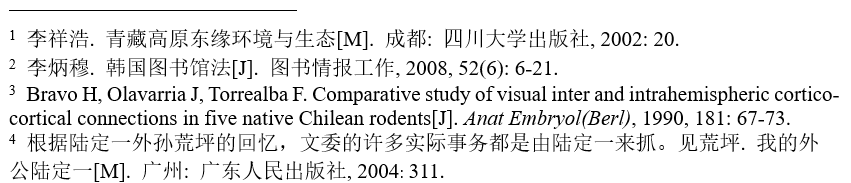 1 李祥浩. 青藏高原东缘环境与生态[M]. 成都: 四川大学出版社, 2002: 20.
2 李炳穆. 韩国图书馆法[J]. 图书情报工作, 2008, 52(6): 6-21.
3 Bravo H, Olavarria J, Torrealba F. Comparative study of visual inter and intrahemispheric cortico-
cortical connections in five native Chilean rodents[J]. Anat Embryol(Berl), 1990, 181: 67-73.
4 根据陆定一外孙荒坪的回忆，文委的许多实际事务都是由陆定一来抓。见荒坪. 我的外
公陆定一[M]. 广州: 广东人民出版社, 2004: 311.